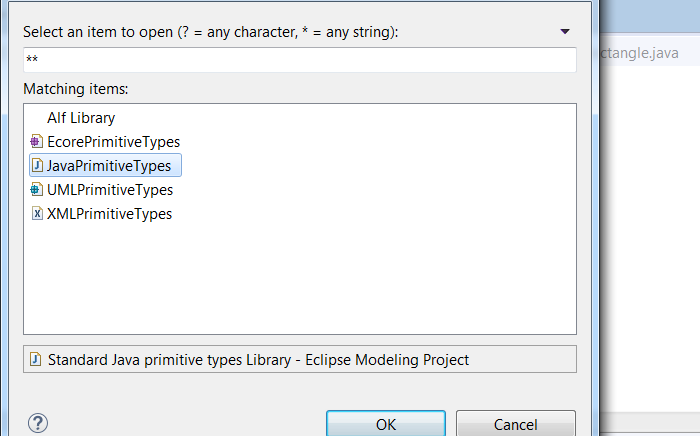 Select an item to open (? = any character, * = any string):
ctangle.java
**
Matching items:
Alf Library
EcorePrimitiveTypes
JavaPrimitiveTypes
UMLPrimitiveTypes
XMLPrimitiveTypes
Standard Java primitive types Library - Eclipse Modeling Project
OK
Cancel